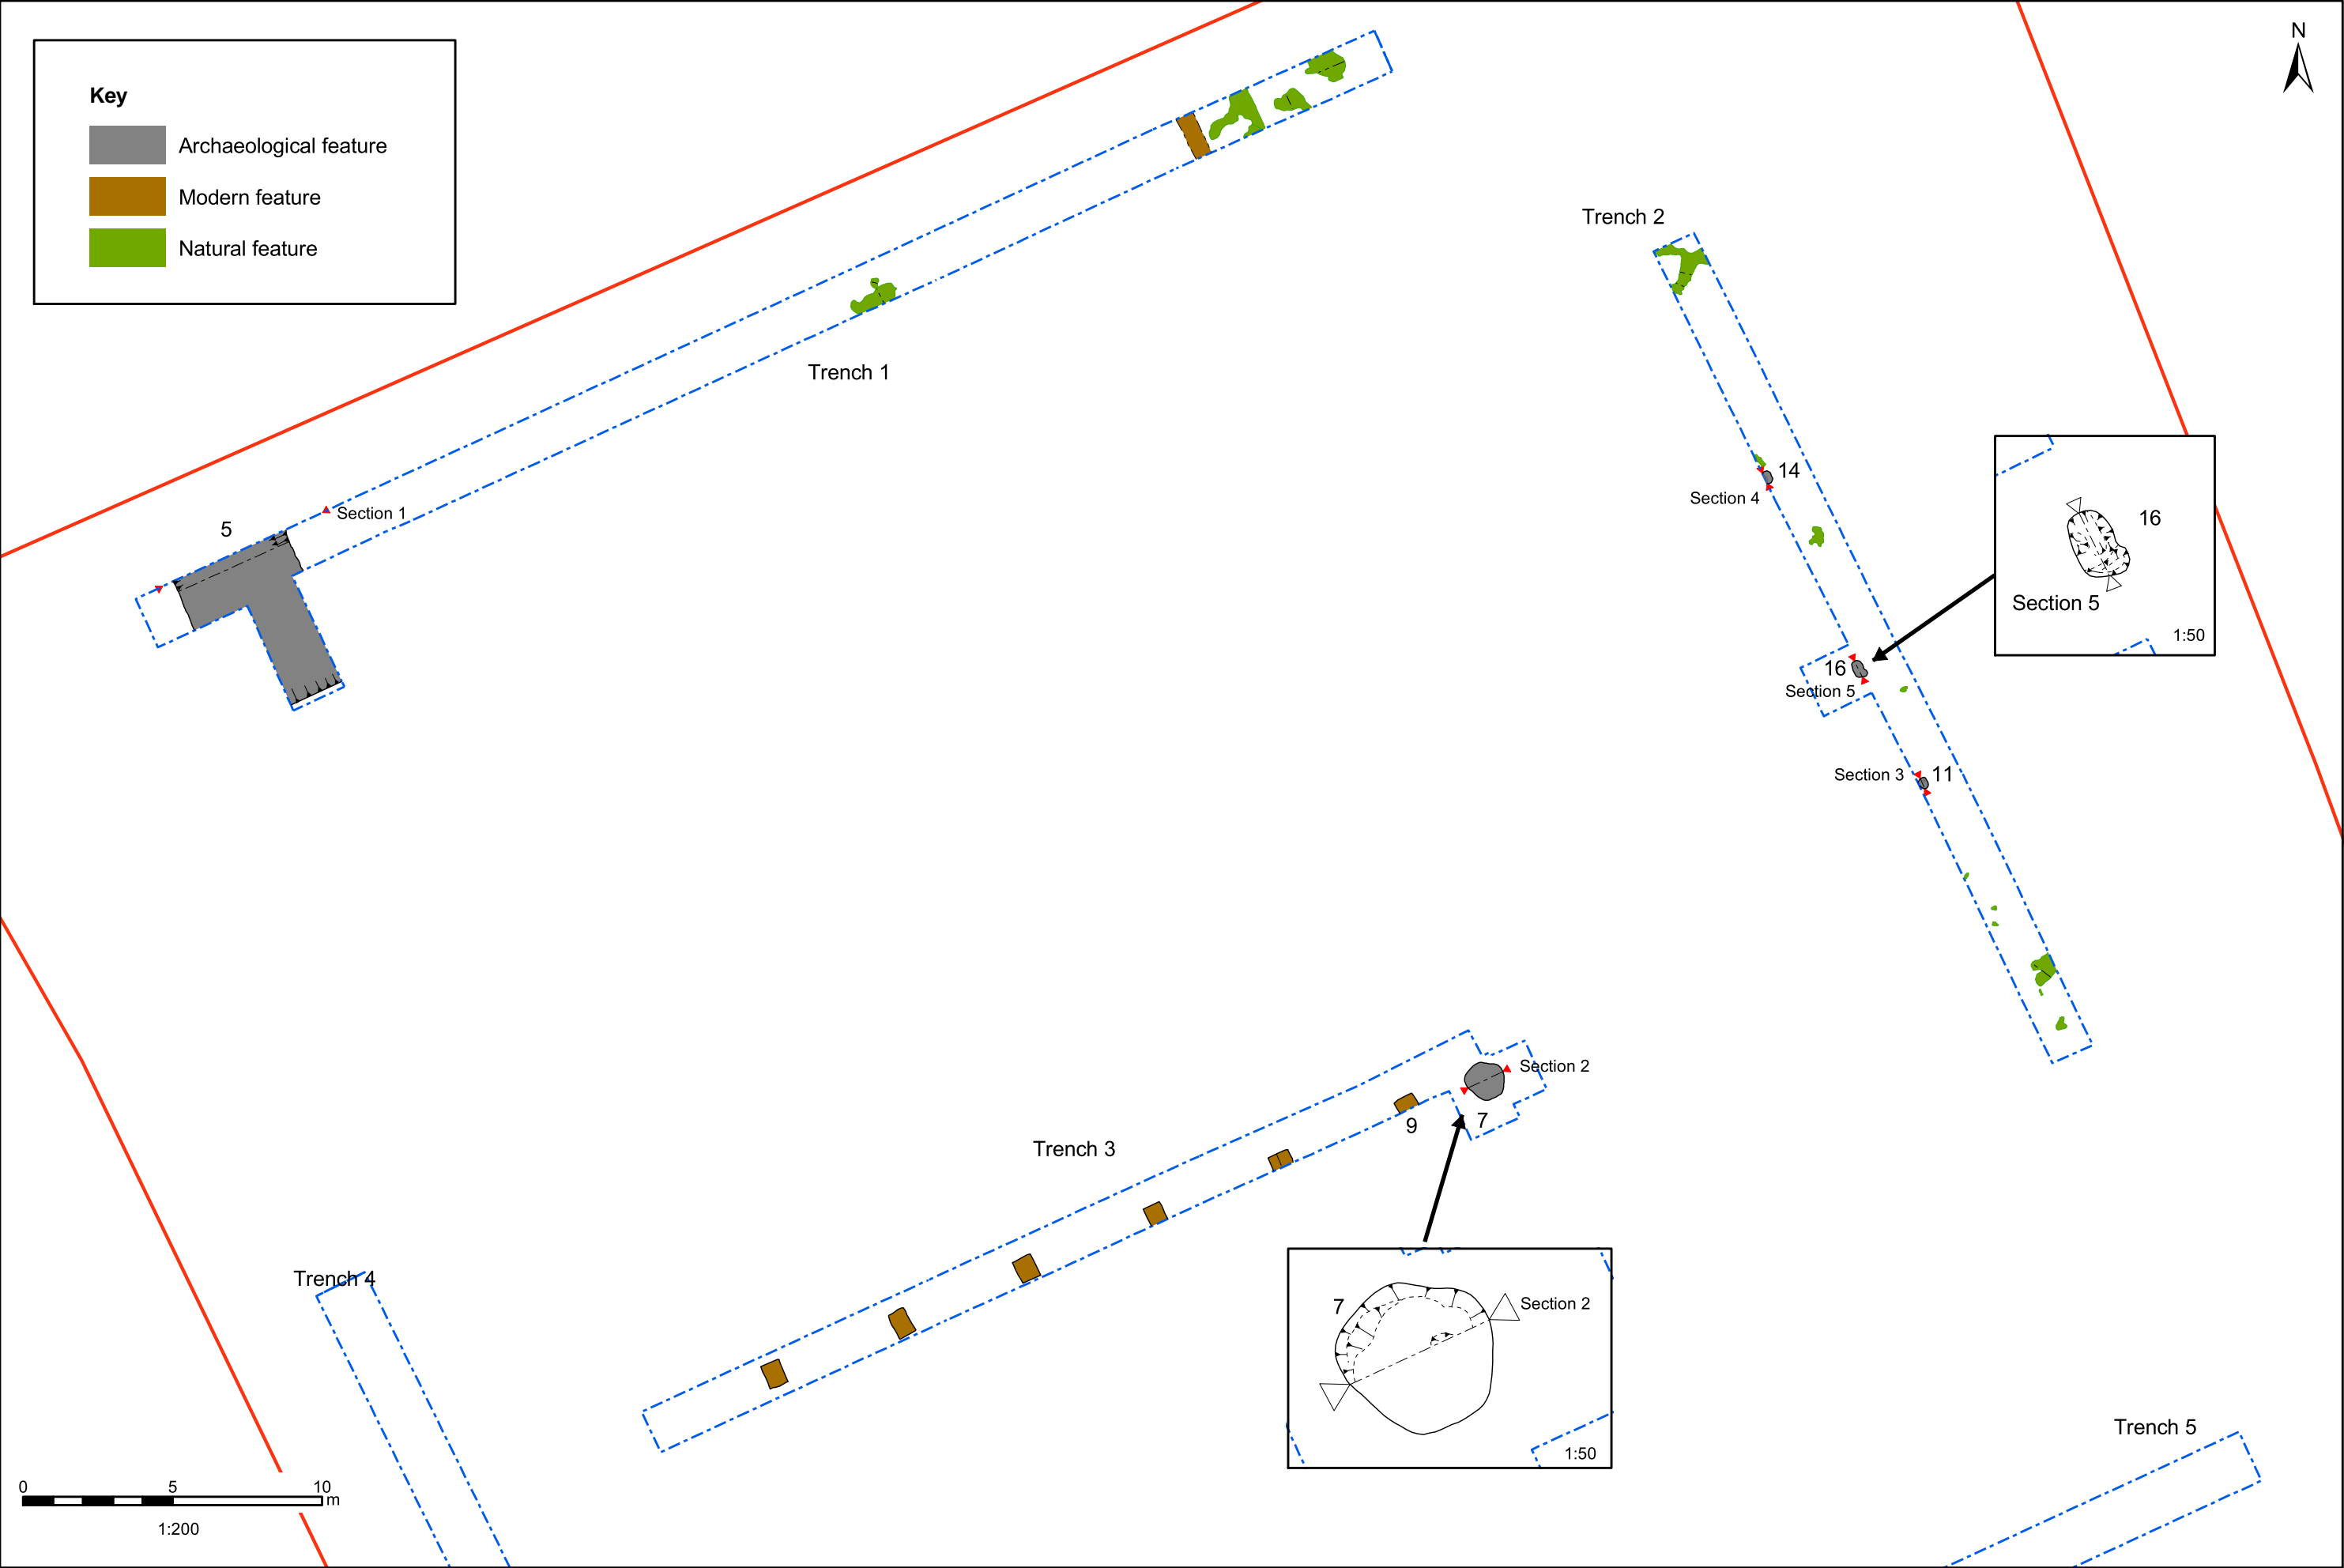 N
Key
Archaeological feature
Modern feature
Natural feature
Trench 2
Trench 1
14
Section 4
Section 1
5
16
Section 5
1:50
16
Section 5
Section 3
11
Section 2
7
9
Trench 3
Trench 4
7
Section 2
1:50
Trench 5
0
5
10
m
1:200